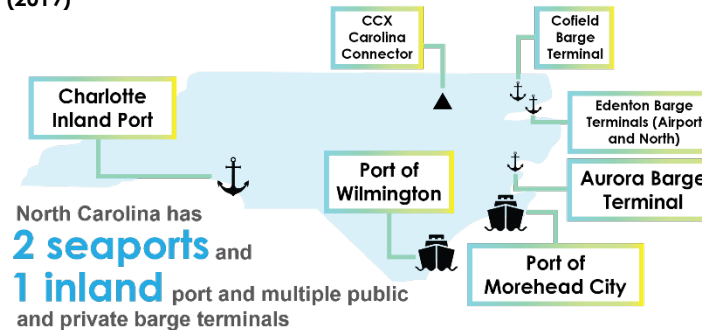 (2017)
CCX
Carolina
Connector
Cofield
Barge
Terminal
Charlotte
Inland Port
Edenton Barge
Terminals (Airport
and North)
Port of
Wilmington
Aurora Barge
Terminal
Port of
Morehead City
North Carolina has
2 seaports and
1 inland port and multiple public
and private barge terminals